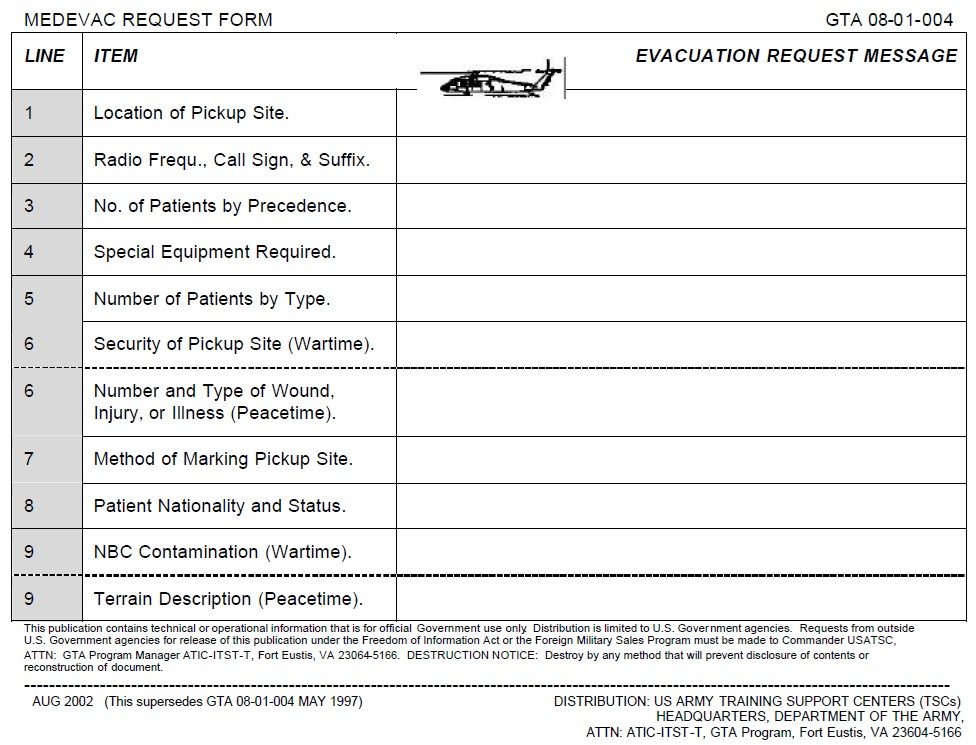 MEDEVAC REQUEST FORM GTA 08-01-004
LINE ITEM EVACUATION REQUEST MESSAGE
1 Location of Pickup Site.
2 Radio Frequ., Call Sign, & Suffix.
3 No. of Patients by Precedence.
4 Special Equipment Required.
5 Number of Patients by Type.
6 Security of Pickup Site (Wartime).
6 Number and Type of Wound,
Injury, or Illness (Peacetime).
7 Method of Marking Pickup Site.
8 Patient Nationality and Status.
9 NBC Contamination (Wartime).
9 Terrain Description (Peacetime).
This publication contains technical or operational information that is for official Government use only. Distribution is limited to U.S. Government agencies. Requests from outside
U.S. Government agencies for release of this publication under the Freedom of Information Act or the Foreign Military Sales Program must be made to Commander USATSC,
ATTN: GTA Program Manager ATIC-ITST-T, Fort Eustis, VA 23064-5166. DESTRUCTION NOTICE: Destroy by any method that will prevent disclosure of contents or
reconstruction of document.
AUG 2002 (This supersedes GTA 08-01-004 MAY 1997) DISTRIBUTION: US ARMY TRAINING SUPPORT CENTERS (TSCs)
HEADQUARTERS, DEPARTMENT OF THE ARMY,
ATTN: ATIC-ITST-T, GTA Program, Fort Eustis, VA 23604-5166